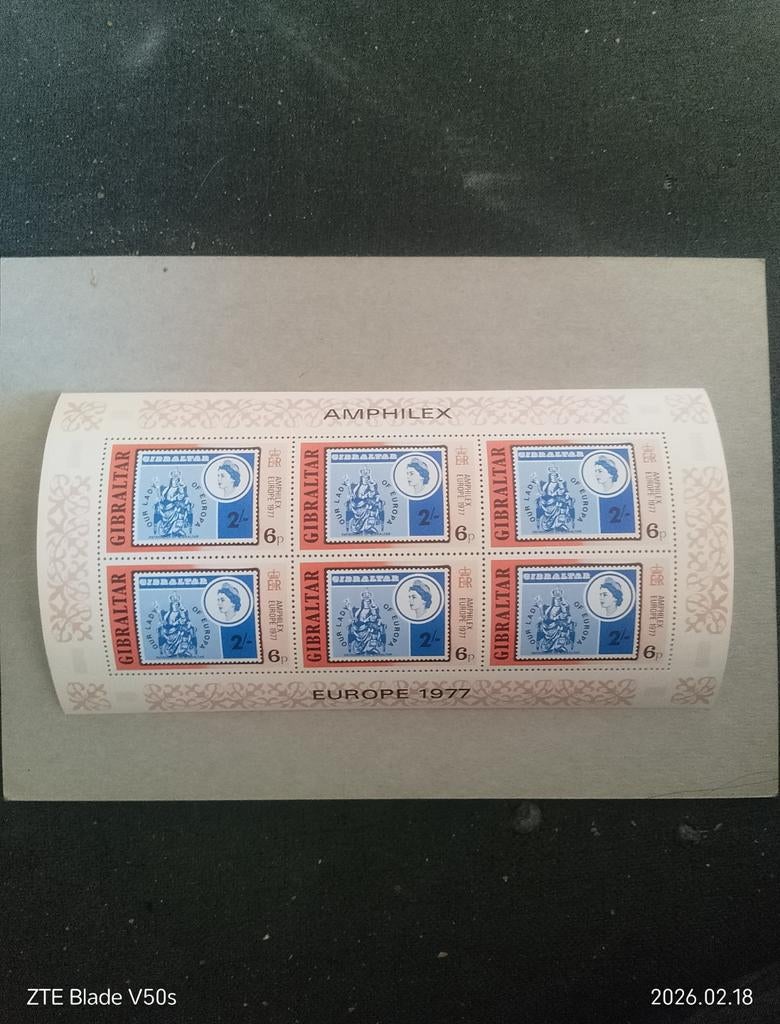 AMPHILEX
GIBRALTAR
GIBRALTAR
OUR LADY OF EUROPA
2/-
E R
AMPHILEX
EUROPE 1977
6p
GIBRALTAR
GIBRALTAR
OUR LADY OF EUROPA
2/-
E R
AMPHILEX
EUROPE 1977
6p
GIBRALTAR
GIBRALTAR
OUR LADY OF EUROPA
2/-
E R
AMPHILEX
EUROPE 1977
6p
GIBRALTAR
GIBRALTAR
OUR LADY OF EUROPA
2/-
E R
AMPHILEX
EUROPE 1977
6p
GIBRALTAR
GIBRALTAR
OUR LADY OF EUROPA
2/-
E R
AMPHILEX
EUROPE 1977
6p
GIBRALTAR
GIBRALTAR
OUR LADY OF EUROPA
2/-
E R
AMPHILEX
EUROPE 1977
6p
EUROPE 1977
ZTE Blade V50s
2026.02.18